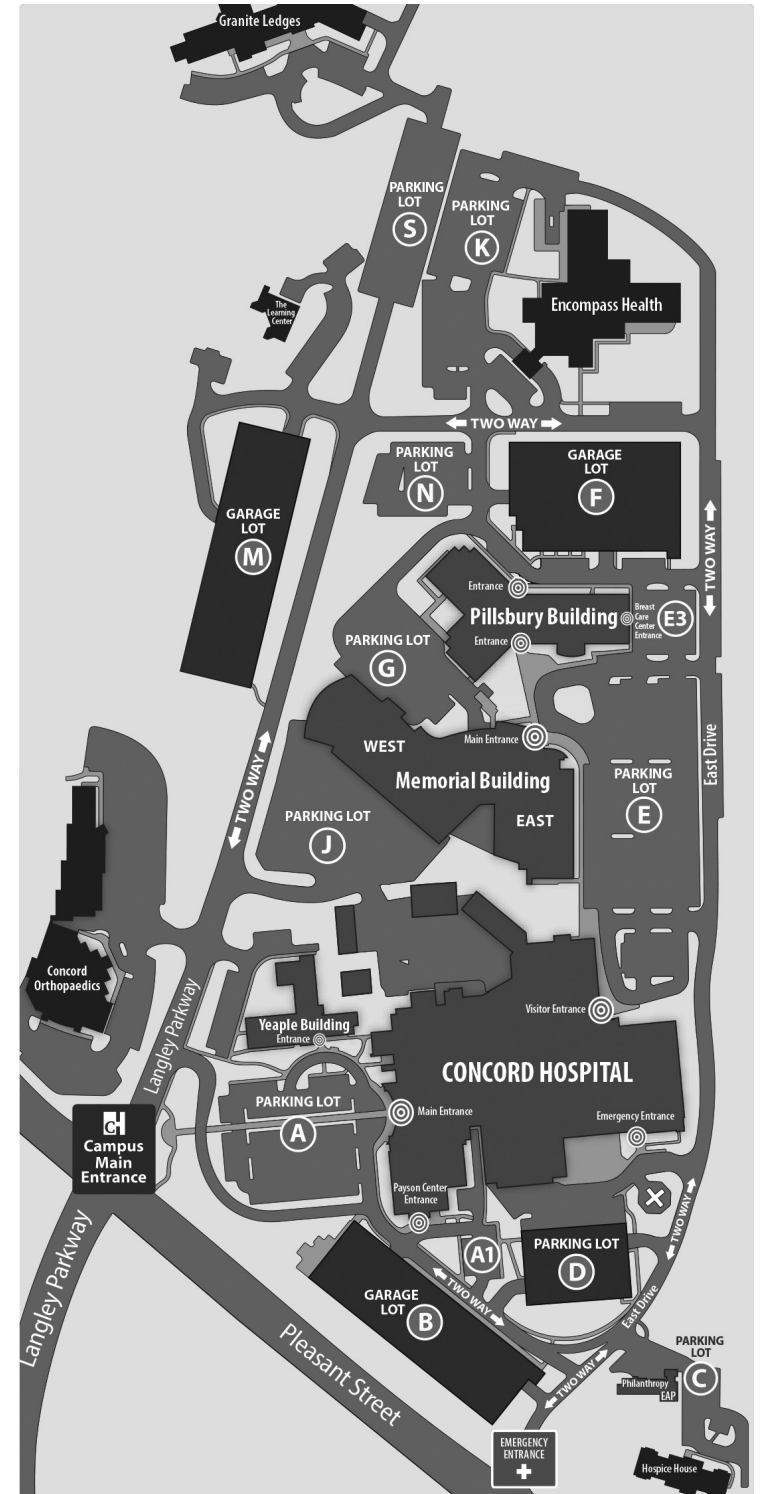 Granite Ledges
PARKING
LOT
S
PARKING
LOT
K
The
Learning
Center
Encompass Health
TWO WAY
PARKING
LOT
N
GARAGE
LOT
F
GARAGE
LOT
M
TWO WAY
Entrance
Pillsbury Building
Breast
Care
Center
Entrance
E3
PARKING LOT
G
Entrance
WEST
Main Entrance
East Drive
Memorial Building
PARKING
LOT
E
TWO WAY
PARKING LOT
J
EAST
Concord
Orthopaedics
Langley Parkway
Yeaple Building
Entrance
Visitor Entrance
CONCORD HOSPITAL
PARKING LOT
A
Main Entrance
Emergency Entrance
CH
Campus
Main
Entrance
Payson Center
Entrance
TWO WAY
A1
PARKING LOT
D
Langley Parkway
GARAGE
LOT
B
TWO WAY
East Drive
Pleasant Street
PARKING
LOT
C
TWO WAY
Philanthropy
EAP
EMERGENCY
ENTRANCE
Hospice House